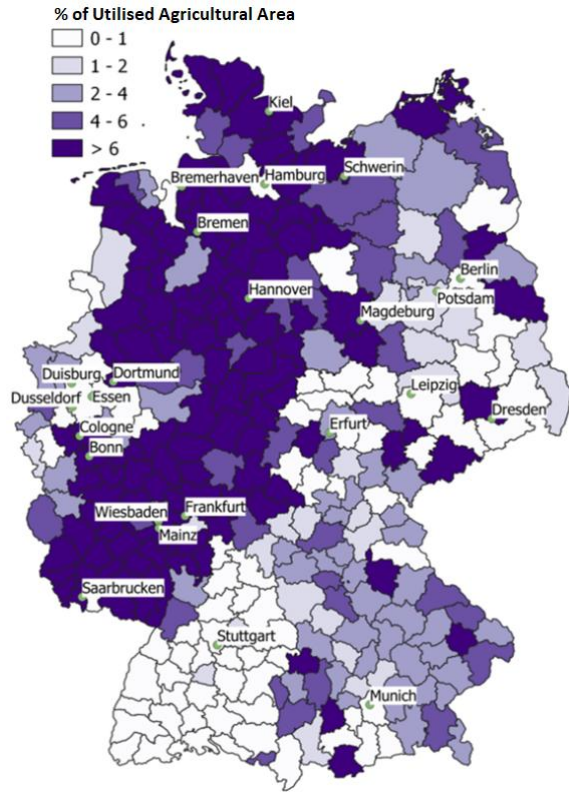 % of Utilised Agricultural Area
0 - 1
1 - 2
2 - 4
4 - 6
> 6
Kiel
Schwerin
Bremerhaven
Hamburg
Bremen
Berlin
Hannover
Potsdam
Magdeburg
Duisburg
Dortmund
Dusseldorf
Essen
Leipzig
Dresden
Cologne
Erfurt
Bonn
Wiesbaden
Frankfurt
Mainz
Saarbrucken
Stuttgart
Munich